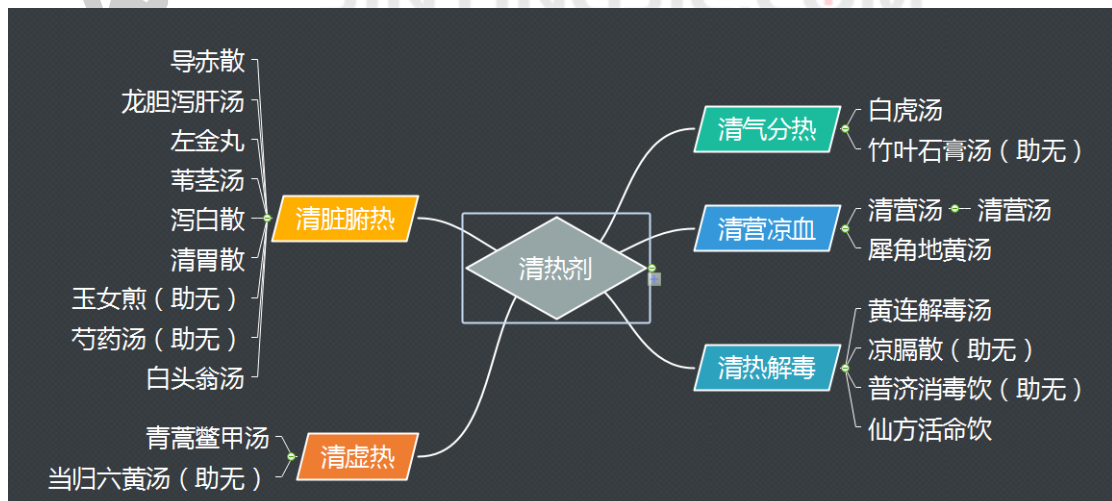 清热剂
清气分热
白虎汤
竹叶石膏汤（助无）
清营凉血
清营汤
清营汤
犀角地黄汤
清热解毒
黄连解毒汤
凉膈散（助无）
普济消毒饮（助无）
仙方活命饮
清脏腑热
导赤散
龙胆泻肝汤
左金丸
苇茎汤
泻白散
清胃散
玉女煎（助无）
芍药汤（助无）
白头翁汤
清虚热
青蒿鳖甲汤
当归六黄汤（助无）